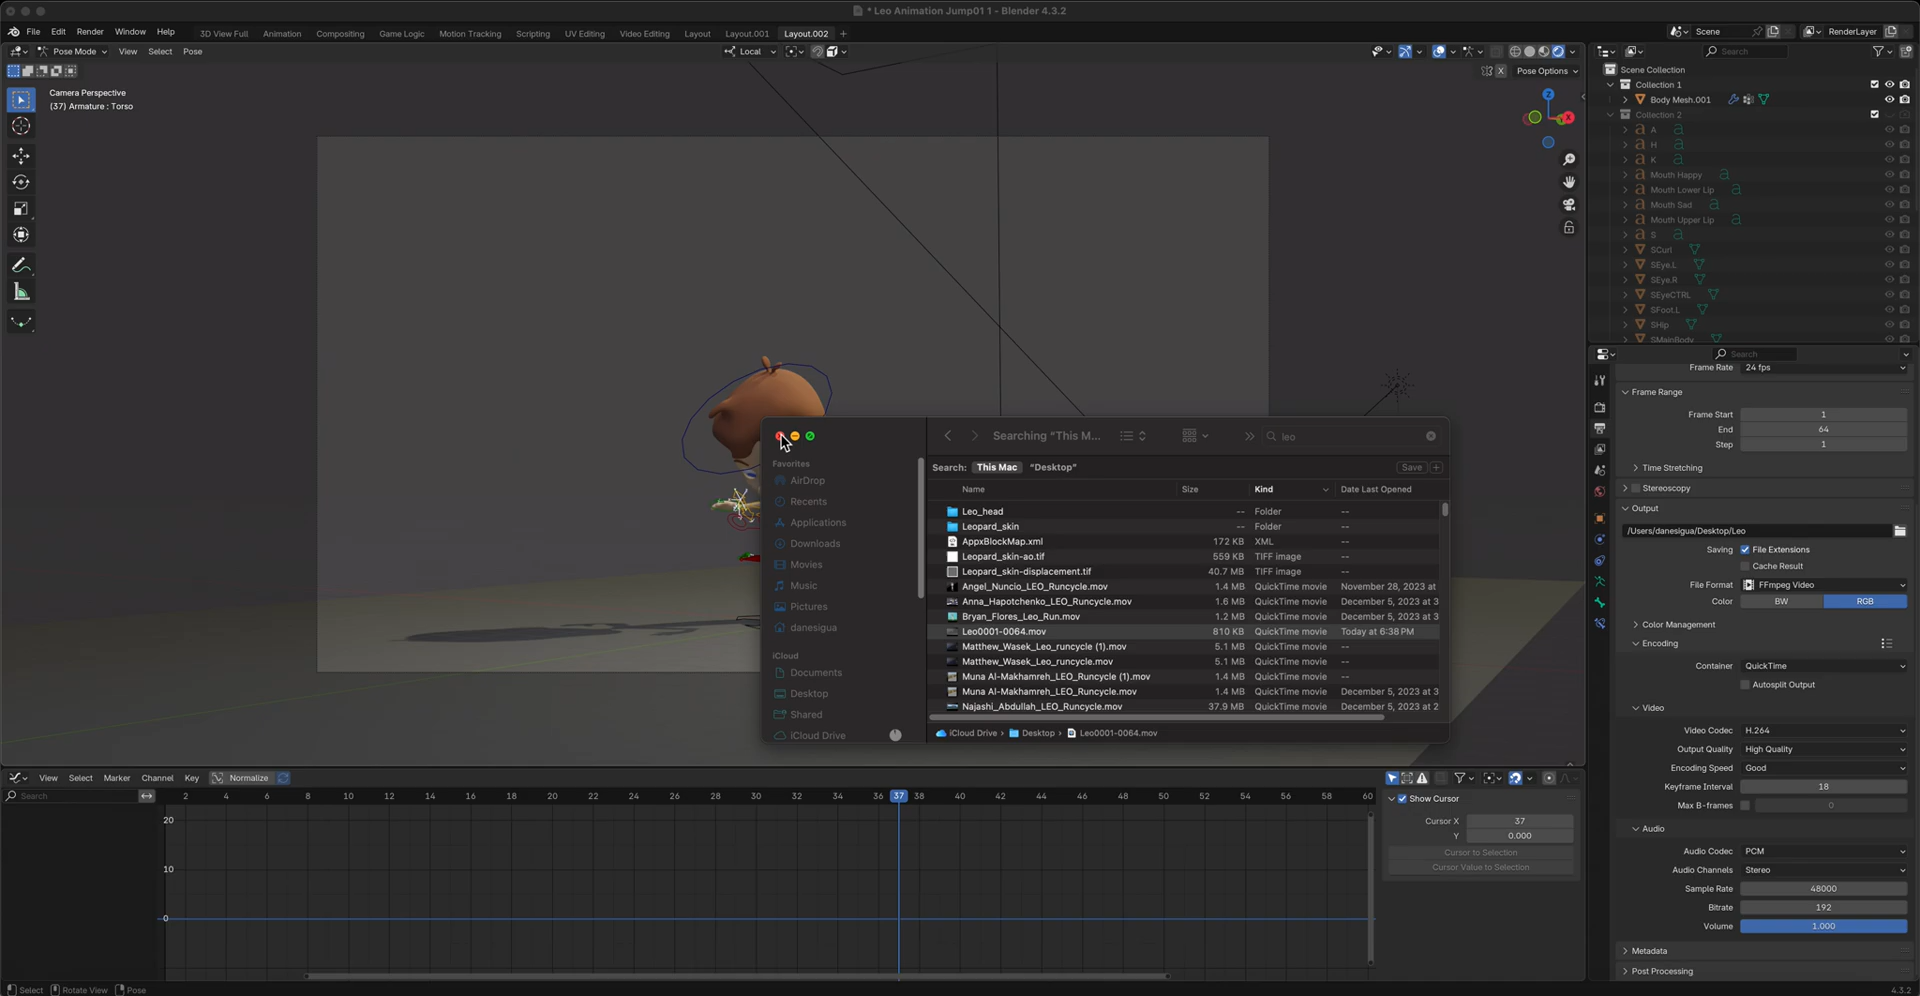 * Leo Animation Jump01 1 - Blender 4.3.2
File Edit Render Window Help
3D View Full Animation Compositing Game Logic Motion Tracking Scripting UV Editing Video Editing Layout Layout.001 Layout.002 +
Scene RenderLayer
Pose Mode View Select Pose
Local
Search
X Pose Options
Camera Perspective
(37) Armature : Torso
Z
X
Scene Collection
Collection 1
Body Mesh.001
Collection 2
A
H
K
Mouth Happy
Mouth Lower Lip
Mouth Sad
Mouth Upper Lip
S
SCurl
SEye.L
SEye.R
SEyeCTRL
SFoot.L
SHip
SMainBody
Search
Frame Rate 24 fps
Frame Range
Frame Start 1
End 64
Step 1
Time Stretching
Stereoscopy
Output
/Users/danesigua/Desktop/Leo
Saving File Extensions
Cache Result
File Format FFmpeg Video
Color BW RGB
Color Management
Encoding
Container QuickTime
Autosplit Output
Video
Video Codec H.264
Output Quality High Quality
Encoding Speed Good
Keyframe Interval 18
Max B-frames 0
Audio
Audio Codec PCM
Audio Channels Stereo
Sample Rate 48000
Bitrate 192
Volume 1.000
Metadata
Post Processing
Searching “This M... leo
Search: This Mac “Desktop” Save +
Favorites
AirDrop
Recents
Applications
Downloads
Movies
Music
Pictures
danesigua
iCloud
Documents
Desktop
Shared
iCloud Drive
Name Size Kind Date Last Opened
Leo_head -- Folder --
Leopard_skin -- Folder --
AppxBlockMap.xml 172 KB XML --
Leopard_skin-ao.tif 559 KB TIFF image --
Leopard_skin-displacement.tif 40.7 MB TIFF image --
Angel_Nuncio_LEO_Runcycle.mov 1.4 MB QuickTime movie November 28, 2023 at
Anna_Hapotchenko_LEO_Runcycle.mov 1.6 MB QuickTime movie December 5, 2023 at 3
Bryan_Flores_Leo_Run.mov 1.2 MB QuickTime movie December 5, 2023 at 3
Leo0001-0064.mov 810 KB QuickTime movie Today at 6:38 PM
Matthew_Wasek_Leo_runcycle (1).mov 5.1 MB QuickTime movie --
Matthew_Wasek_Leo_runcycle.mov 5.1 MB QuickTime movie --
Muna Al-Makhamreh_LEO_Runcycle (1).mov 1.4 MB QuickTime movie --
Muna Al-Makhamreh_LEO_Runcycle.mov 1.4 MB QuickTime movie December 5, 2023 at 3
Najashi_Abdullah_LEO_Runcycle.mov 37.9 MB QuickTime movie December 5, 2023 at 2
iCloud Drive › Desktop › Leo0001-0064.mov
View Select Marker Channel Key Normalize
Search
2 4 6 8 10 12 14 16 18 20 22 24 26 28 30 32 34 36 37 38 40 42 44 46 48 50 52 54 56 58 60
20
10
0
Show Cursor
Cursor X 37
Y 0.000
Cursor to Selection
Cursor Value to Selection
Select Rotate View Pose
4.3.2